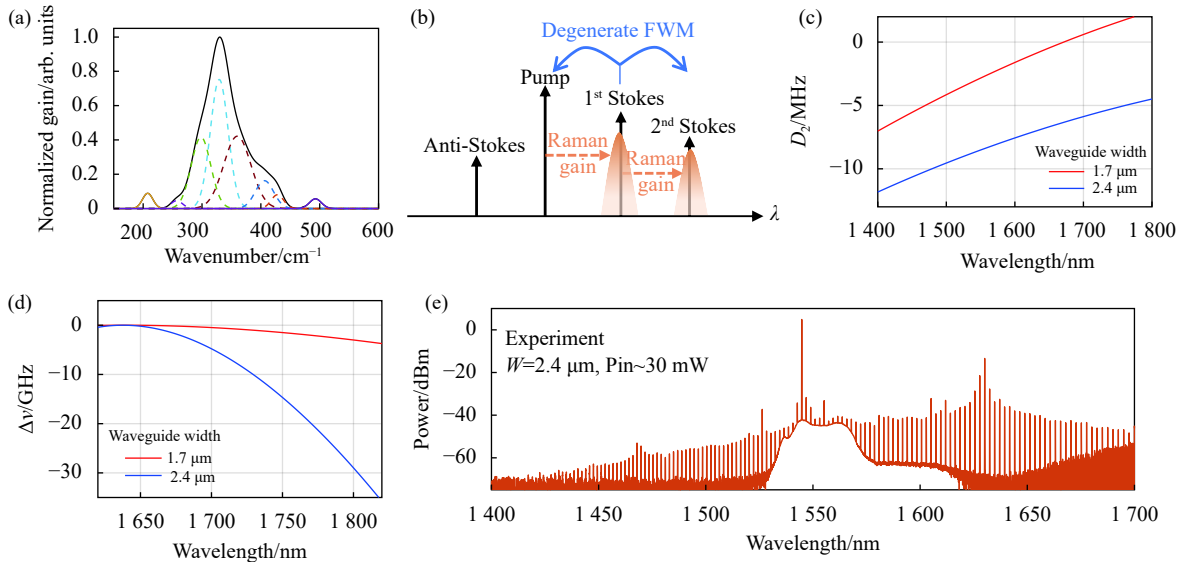 (a)
Normalized gain/arb. units
1.0
0.8
0.6
0.4
0.2
0
200
300
400
500
600
Wavenumber/cm⁻¹
(b)
Degenerate FWM
Pump
1st Stokes
2nd Stokes
Anti-Stokes
Raman
gain
Raman
gain
λ
(c)
D₂/MHz
0
−5
−10
Waveguide width
1.7 μm
2.4 μm
1 400
1 500
1 600
1 700
1 800
Wavelength/nm
(d)
Δν/GHz
0
−10
−20
−30
Waveguide width
1.7 μm
2.4 μm
1 650
1 700
1 750
1 800
Wavelength/nm
(e)
Power/dBm
0
−20
−40
−60
Experiment
W=2.4 μm, Pin~30 mW
1 400
1 450
1 500
1 550
1 600
1 650
1 700
Wavelength/nm